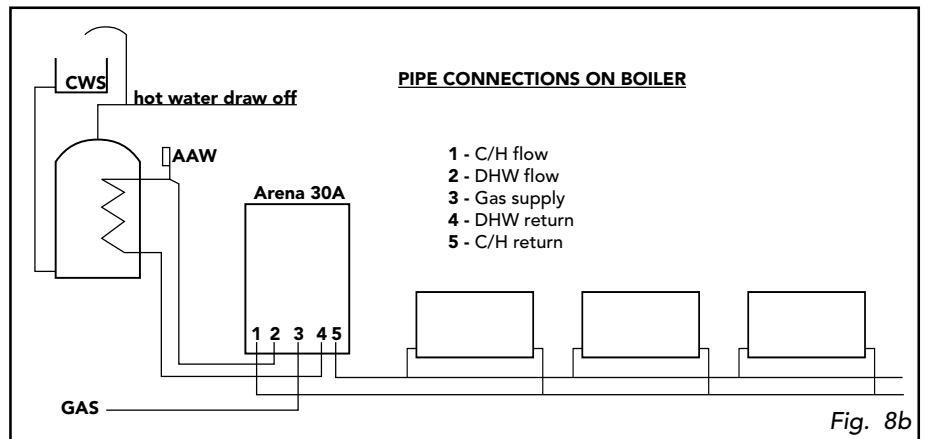 CWS
PIPE CONNECTIONS ON BOILER
hot water draw off
AAW
Arena 30A
1 - C/H flow
2 - DHW flow
3 - Gas supply
4 - DHW return
5 - C/H return
1 2 3 4 5
GAS
Fig. 8b